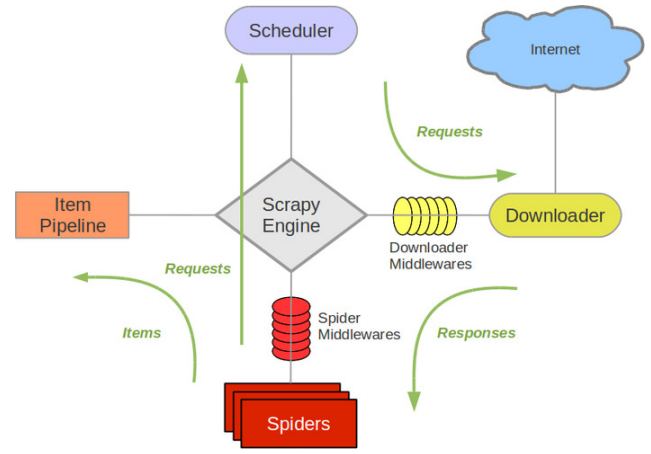 Scheduler
Internet
Requests
Item
Pipeline
Scrapy
Engine
Downloader
Downloader
Middlewares
Requests
Spider
Middlewares
Items
Responses
Spiders